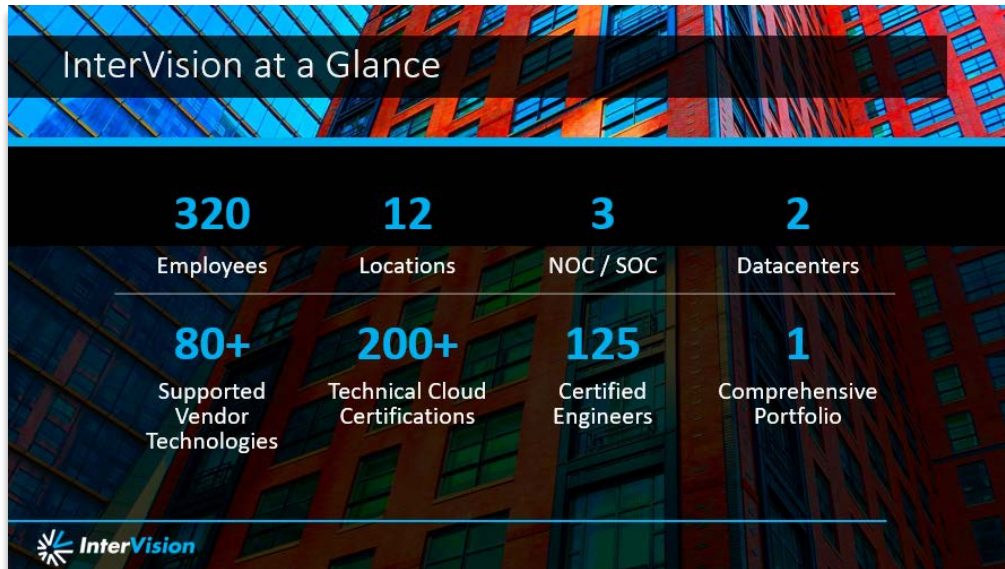 InterVision at a Glance
320
12
3
2
Employees
Locations
NOC / SOC
Datacenters
80+
200+
125
1
Supported
Vendor
Technologies
Technical Cloud
Certifications
Certified
Engineers
Comprehensive
Portfolio
InterVision